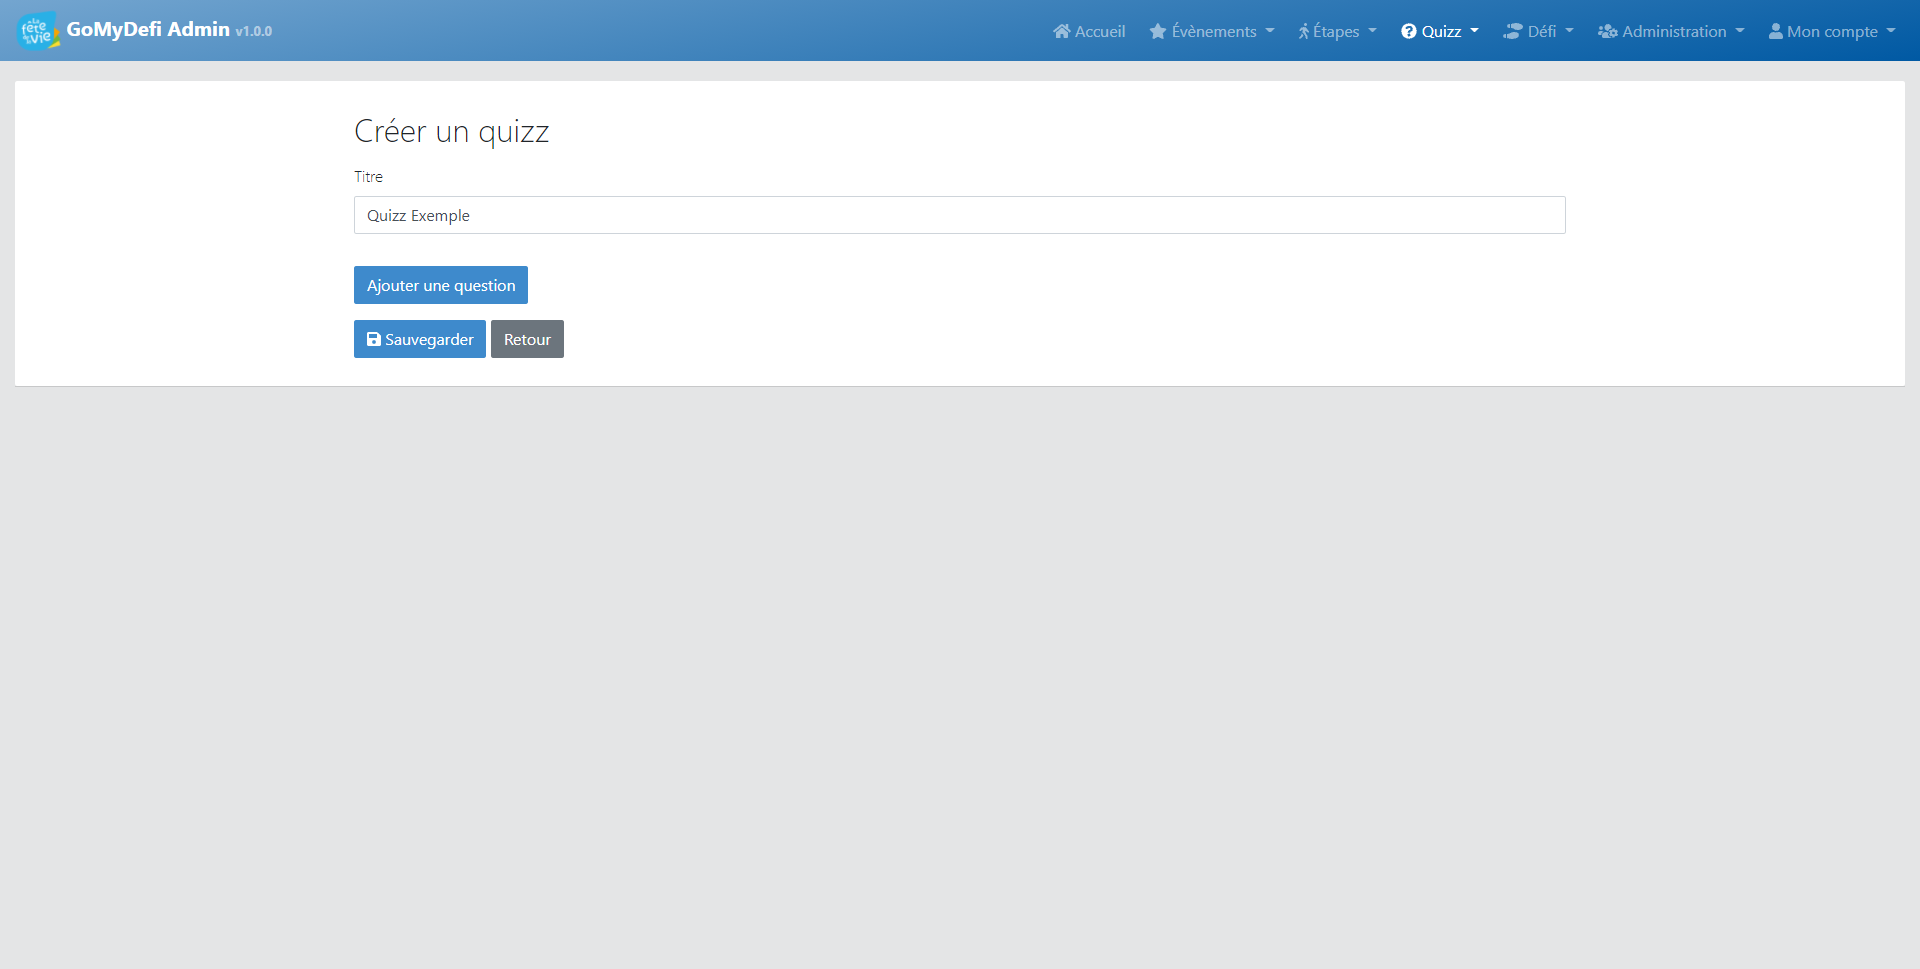 la fête de la vie
GoMyDefi Admin v1.0.0
Accueil
Évènements
Étapes
Quizz
Défi
Administration
Mon compte
Créer un quizz
Titre
Quizz Exemple
Ajouter une question
Sauvegarder
Retour